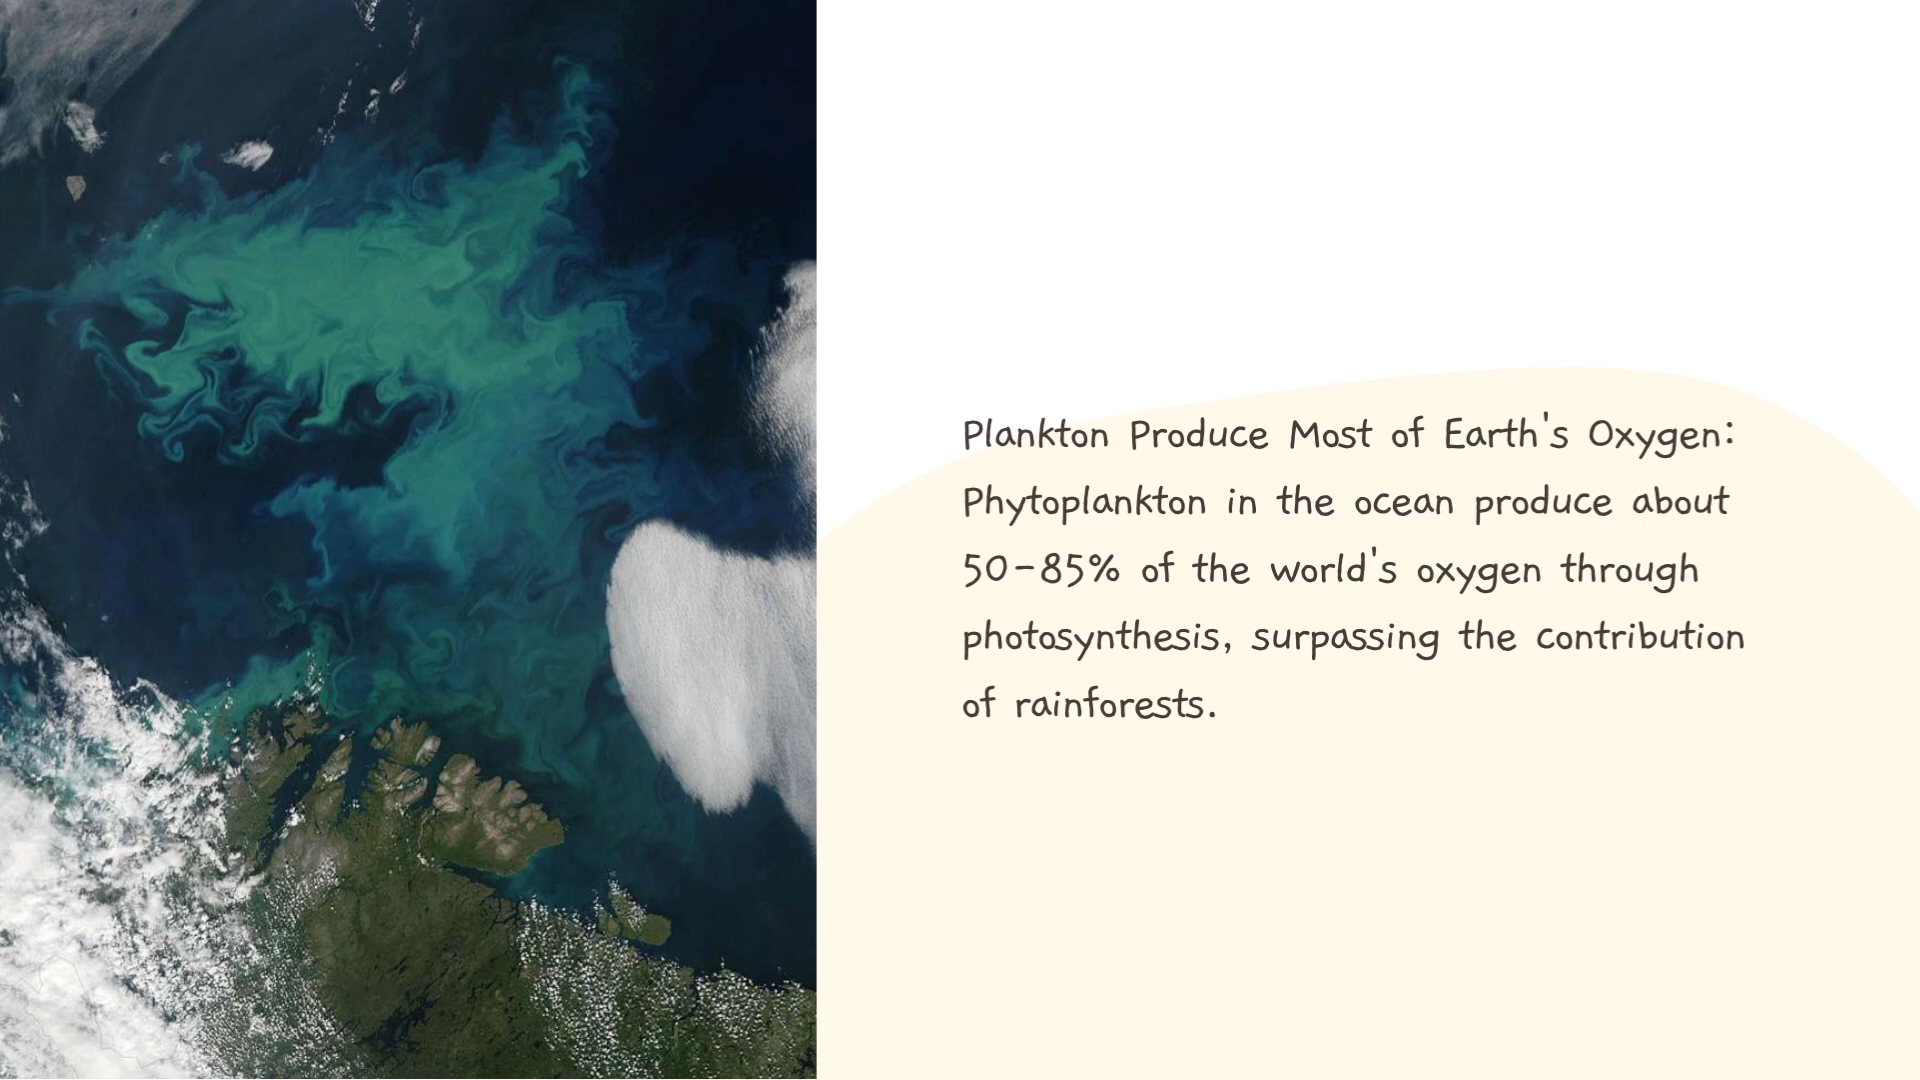 Plankton Produce Most of Earth's Oxygen:
Phytoplankton in the ocean produce about
50-85% of the world's oxygen through
photosynthesis, surpassing the contribution
of rainforests.